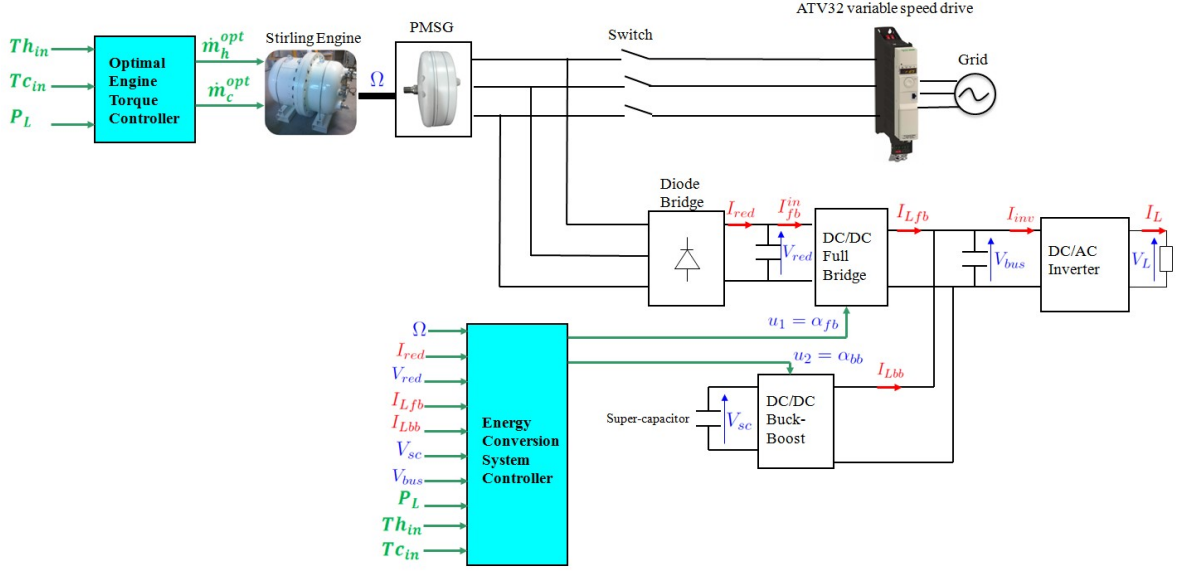 ATV32 variable speed drive
PMSG
Stirling Engine
Switch
Grid
Th_in
Tc_in
P_L
Optimal
Engine
Torque
Controller
ṁ_h^opt
ṁ_c^opt
Ω
Diode
Bridge
I_red
I_fb^in
V_red
DC/DC
Full
Bridge
I_Lfb
I_inv
V_bus
DC/AC
Inverter
I_L
V_L
u_1 = α_fb
u_2 = α_bb
Ω
I_red
V_red
I_Lfb
I_Lbb
V_sc
V_bus
P_L
Th_in
Tc_in
Energy
Conversion
System
Controller
Super-capacitor
V_sc
DC/DC
Buck-
Boost
I_Lbb